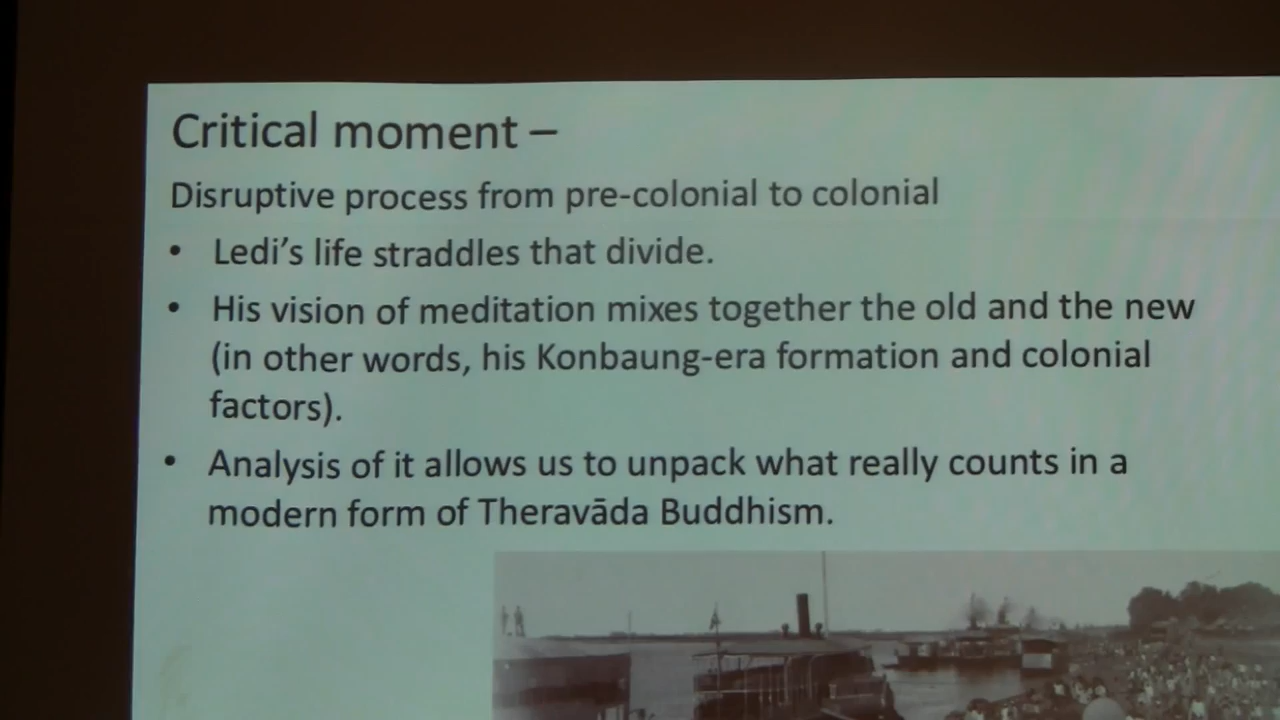 Critical moment –
Disruptive process from pre-colonial to colonial
• Ledi's life straddles that divide.
• His vision of meditation mixes together the old and the new
(in other words, his Konbaung-era formation and colonial
factors).
• Analysis of it allows us to unpack what really counts in a
modern form of Theravāda Buddhism.